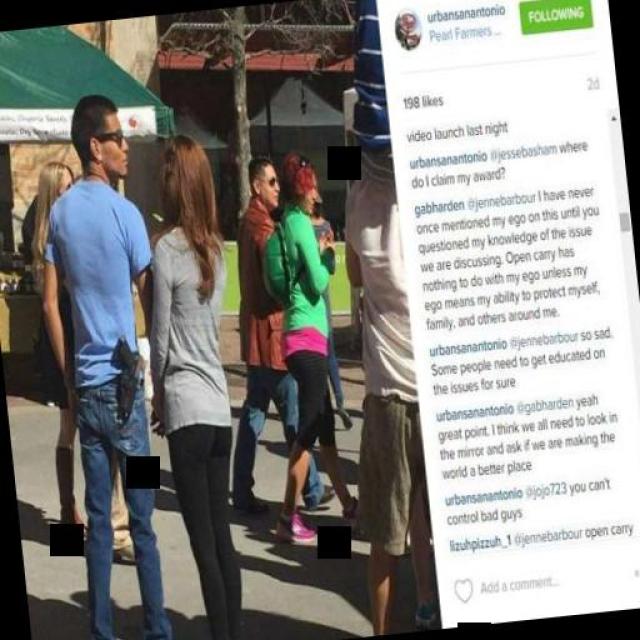 urbansanantonio
Pearl Farmers ...
FOLLOWING
198 likes
2d
video launch last night
urbansanantonio @jessebasham where
do I claim my award?
gabharden @jennebarbour I have never
once mentioned my ego on this until you
questioned my knowledge of the issue
we are discussing. Open carry has
nothing to do with my ego unless my
ego means my ability to protect myself,
family, and others around me.
urbansanantonio @jennebarbour so sad.
Some people need to get educated on
the issues for sure
urbansanantonio @gabharden yeah
great point. I think we all need to look in
the mirror and ask if we are making the
world a better place
urbansanantonio @jojo723 you can't
control bad guys
lizuhpizzuh_1 @jennebarbour open carry
Add a comment...